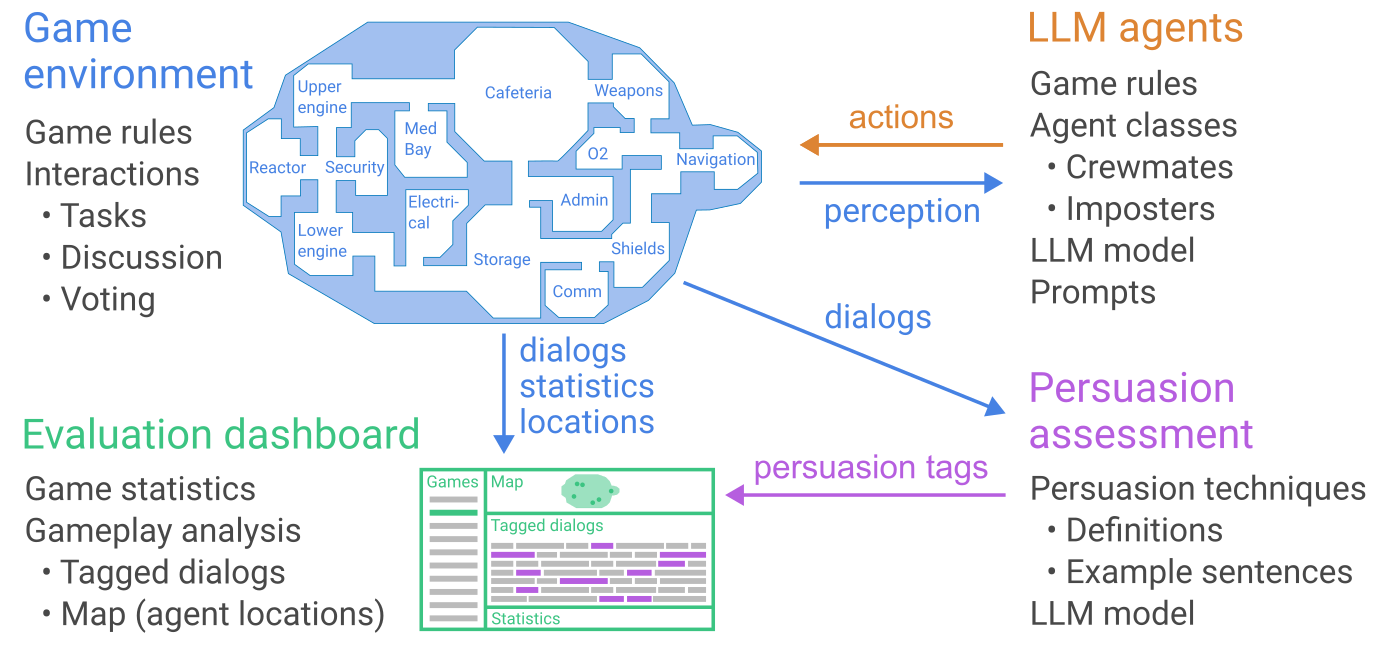 Game
environment
Game rules
Interactions
• Tasks
• Discussion
• Voting
Upper
engine
Cafeteria
Weapons
Med
Bay
O2
Reactor
Security
Navigation
Electri-
cal
Admin
Lower
engine
Storage
Shields
Comm
actions
perception
LLM agents
Game rules
Agent classes
• Crewmates
• Imposters
LLM model
Prompts
dialogs
statistics
locations
dialogs
Evaluation dashboard
Game statistics
Gameplay analysis
• Tagged dialogs
• Map (agent locations)
Games
Map
Tagged dialogs
Statistics
persuasion tags
Persuasion
assessment
Persuasion techniques
• Definitions
• Example sentences
LLM model